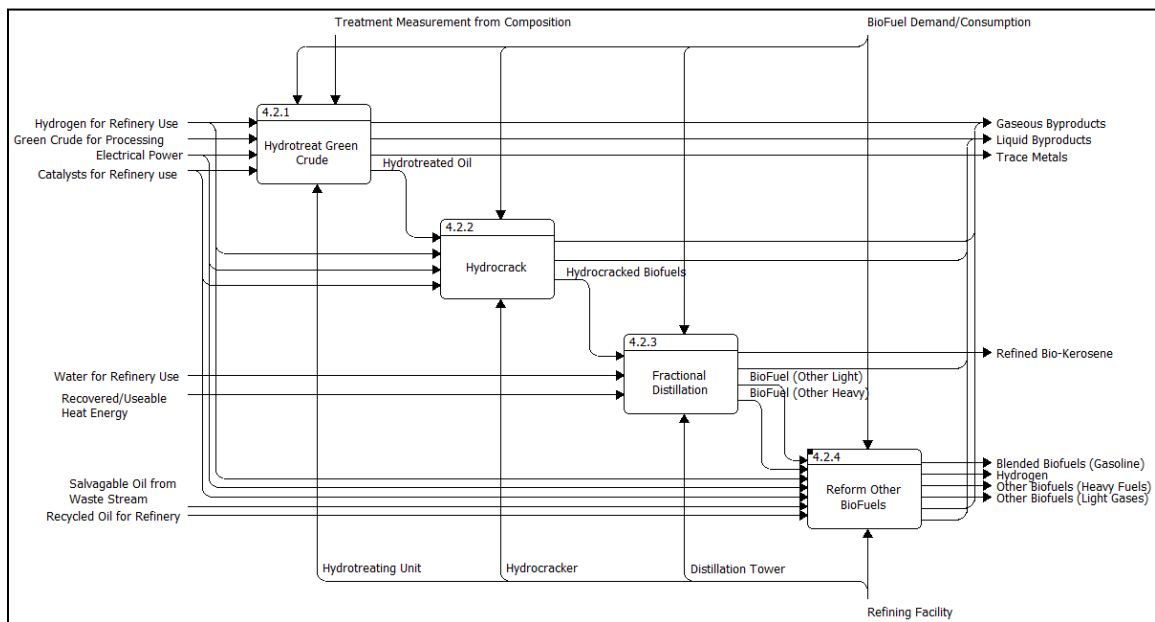 Treatment Measurement from Composition
BioFuel Demand/Consumption
4.2.1
Hydrotreat Green
Crude
Hydrogen for Refinery Use
Green Crude for Processing
Electrical Power
Catalysts for Refinery use
Gaseous Byproducts
Liquid Byproducts
Trace Metals
Hydrotreated Oil
4.2.2
Hydrocrack
Hydrocracked Biofuels
4.2.3
Fractional
Distillation
Water for Refinery Use
Recovered/Useable
Heat Energy
Refined Bio-Kerosene
BioFuel (Other Light)
BioFuel (Other Heavy)
4.2.4
Reform Other
BioFuels
Salvagable Oil from
Waste Stream
Recycled Oil for Refinery
Blended Biofuels (Gasoline)
Hydrogen
Other Biofuels (Heavy Fuels)
Other Biofuels (Light Gases)
Hydrotreating Unit
Hydrocracker
Distillation Tower
Refining Facility